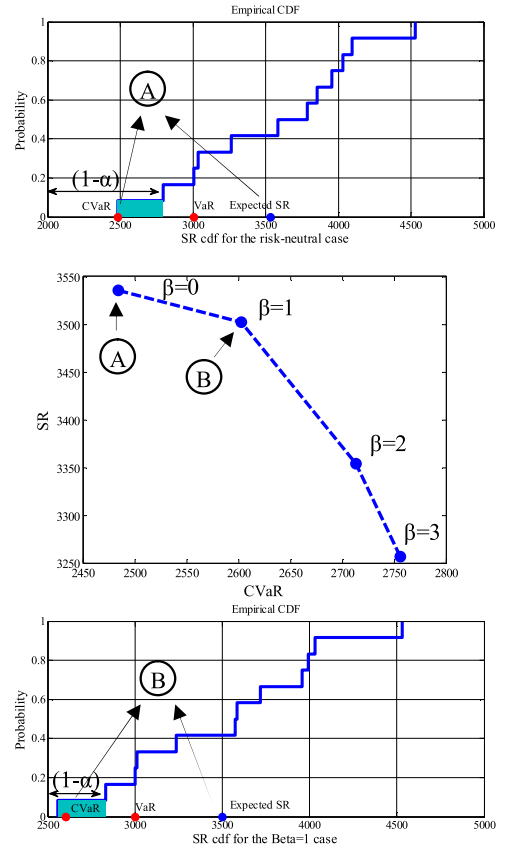 Empirical CDF
1
0.8
0.6
0.4
0.2
0
Probability
A
(1-α)
CVaR
VaR
Expected SR
2000 2500 3000 3500 4000 4500 5000
SR cdf for the risk-neutral case
3550
3500
3450
3400
3350
3300
3250
SR
β=0
β=1
A
B
β=2
β=3
2450 2500 2550 2600 2650 2700 2750 2800
CVaR
Empirical CDF
1
0.8
0.6
0.4
0.2
0
Probability
B
(1-α)
CVaR
VaR
Expected SR
2500 3000 3500 4000 4500 5000
SR cdf for the Beta=1 case